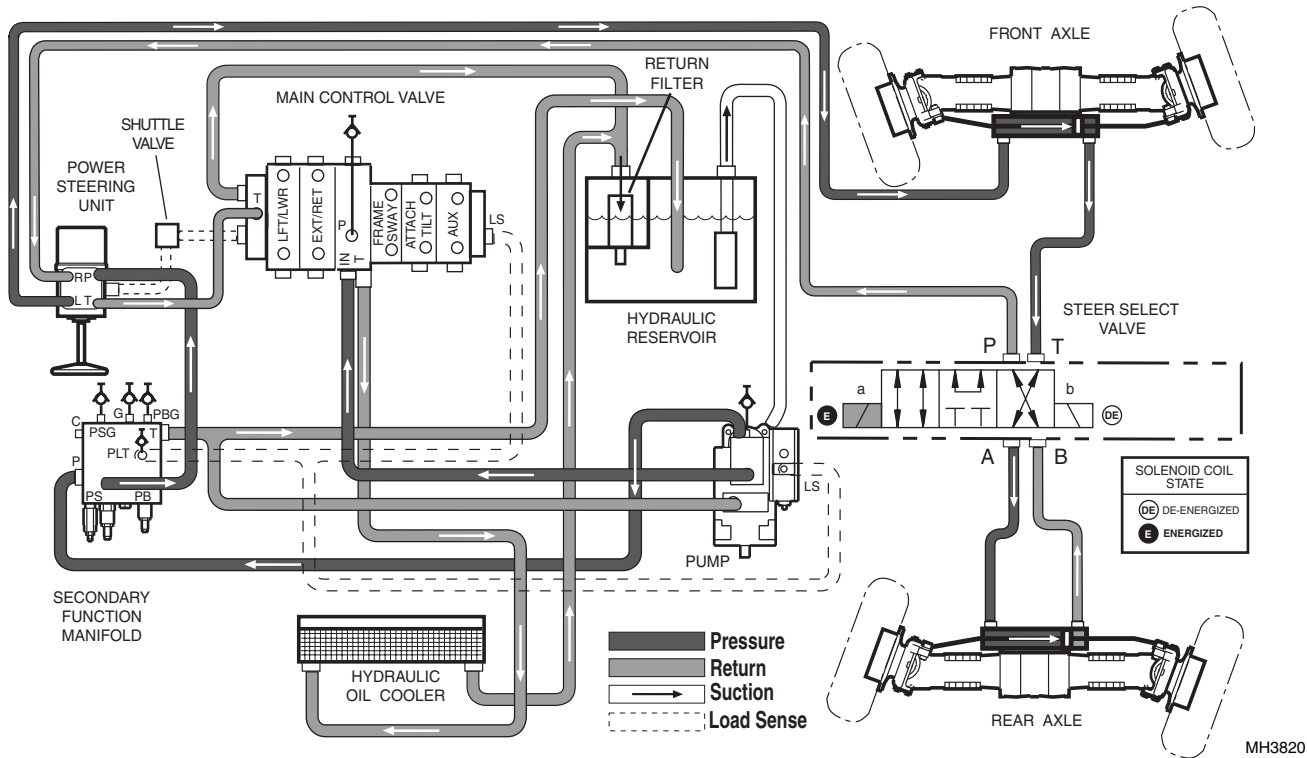 FRONT AXLE
RETURN
FILTER
MAIN CONTROL VALVE
SHUTTLE
VALVE
POWER
STEERING
UNIT
T
LFT/LWR
EXT/RET
P
IN
T
FRAME
SWAY
ATTACH
TILT
AUX
LS
R P
L T
HYDRAULIC
RESERVOIR
STEER SELECT
VALVE
P T
a
b
E
DE
A B
C
G
PBG
PSG
T
PLT
P
PS
PB
LS
PUMP
SOLENOID COIL
STATE
DE DE-ENERGIZED
E ENERGIZED
SECONDARY
FUNCTION
MANIFOLD
HYDRAULIC
OIL COOLER
Pressure
Return
Suction
Load Sense
REAR AXLE
MH3820